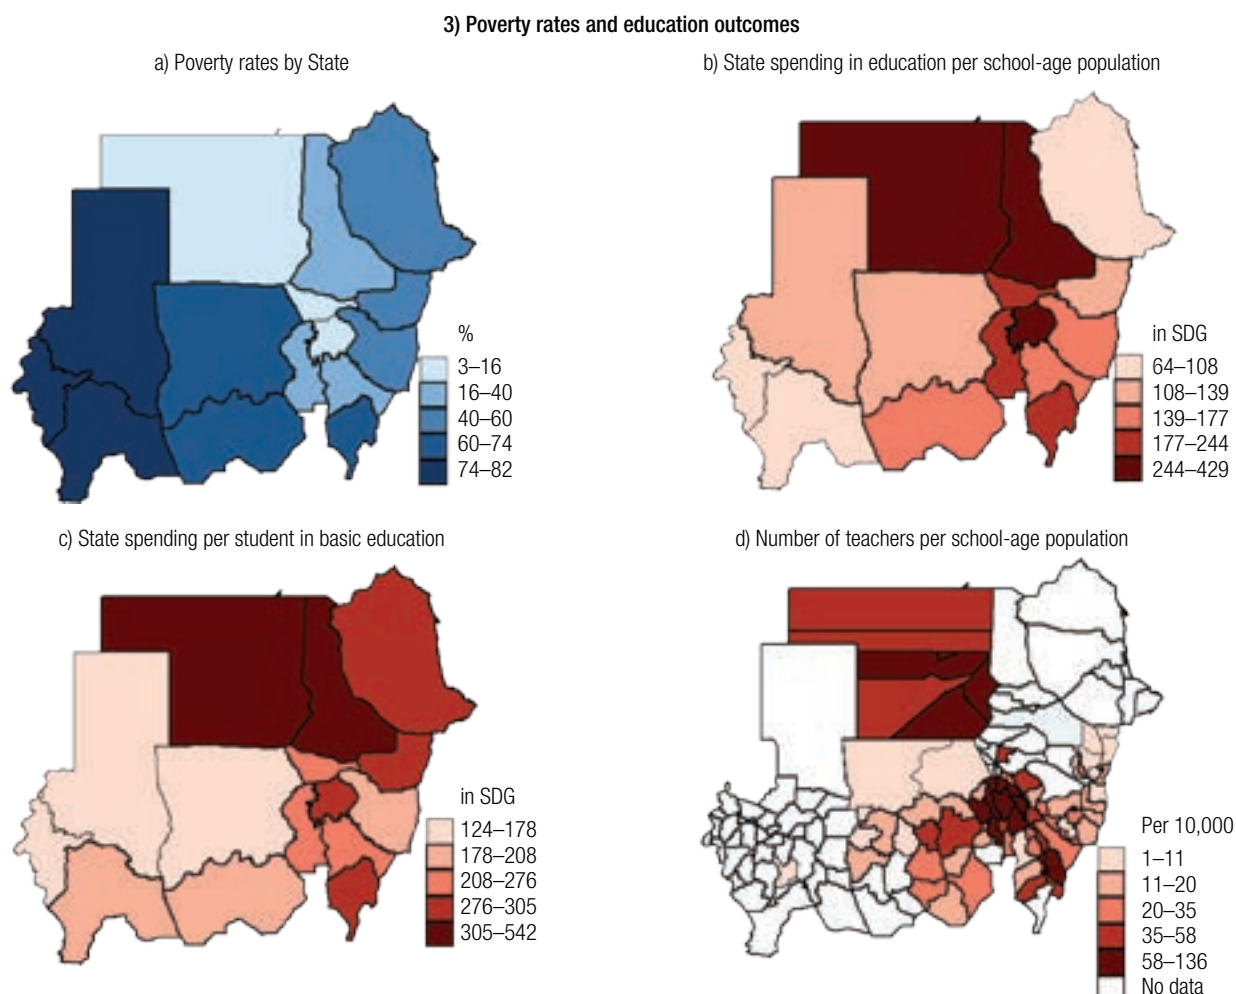 3) Poverty rates and education outcomes
a) Poverty rates by State
%
3–16
16–40
40–60
60–74
74–82
b) State spending in education per school-age population
in SDG
64–108
108–139
139–177
177–244
244–429
c) State spending per student in basic education
in SDG
124–178
178–208
208–276
276–305
305–542
d) Number of teachers per school-age population
Per 10,000
1–11
11–20
20–35
35–58
58–136
No data